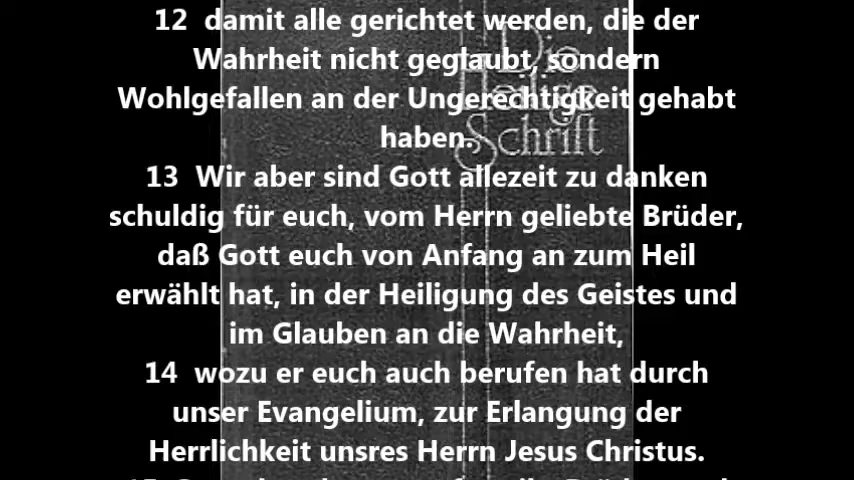 12 damit alle gerichtet werden, die der
Wahrheit nicht geglaubt, sondern
Wohlgefallen an der Ungerechtigkeit gehabt
haben.
13 Wir aber sind Gott allezeit zu danken
schuldig für euch, vom Herrn geliebte Brüder,
daß Gott euch von Anfang an zum Heil
erwählt hat, in der Heiligung des Geistes und
im Glauben an die Wahrheit,
14 wozu er euch auch berufen hat durch
unser Evangelium, zur Erlangung der
Herrlichkeit unsres Herrn Jesus Christus.
Die
Heilige
Schrift